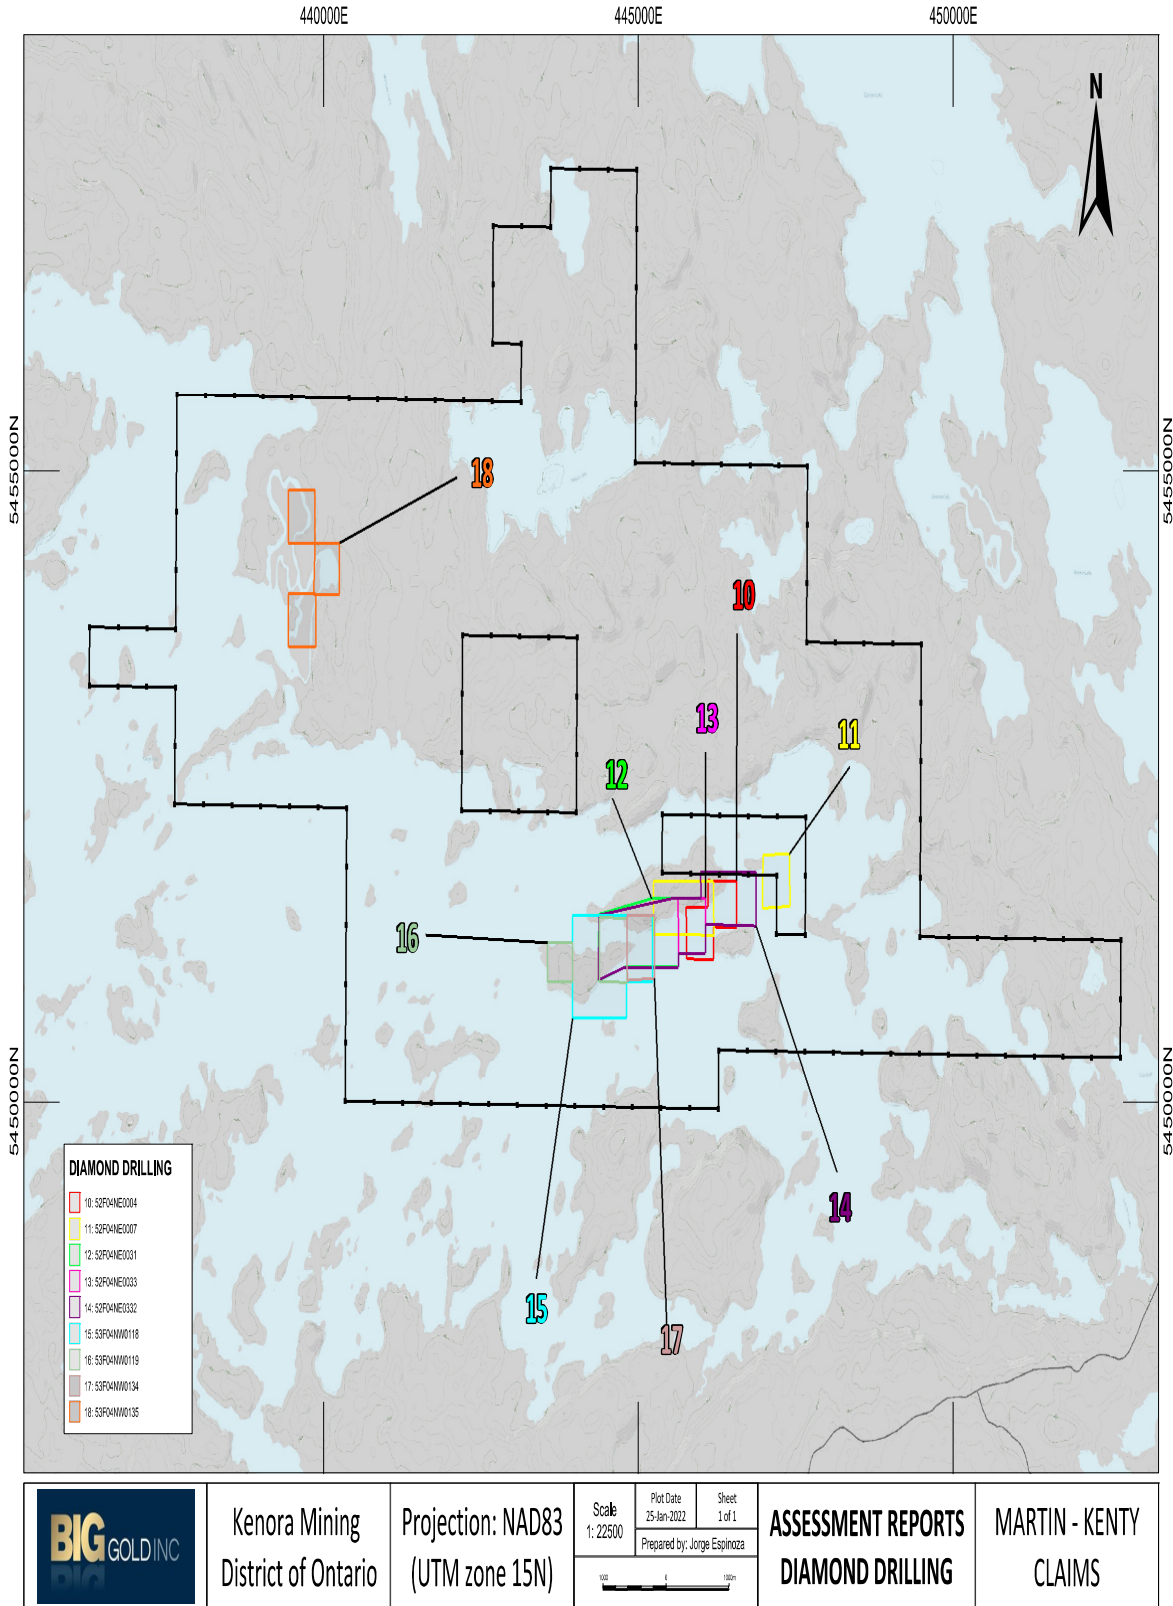 440000E
445000E
450000E
N
5455000N
5455000N
18
10
13
11
12
16
5450000N
5450000N
14
15
17
DIAMOND DRILLING
10: 52F04NE0004
11: 52F04NE0007
12: 52F04NE0031
13: 52F04NE0033
14: 52F04NE0332
15: 53F04NW0118
16: 53F04NW0119
17: 53F04NW0134
18: 53F04NW0135
BIG GOLD INC
Kenora Mining
District of Ontario
Projection: NAD83
(UTM zone 15N)
Scale
1: 22500
Plot Date
25-Jan-2022
Sheet
1 of 1
Prepared by: Jorge Espinoza
1000 0 1000m
ASSESSMENT REPORTS
DIAMOND DRILLING
MARTIN - KENTY
CLAIMS